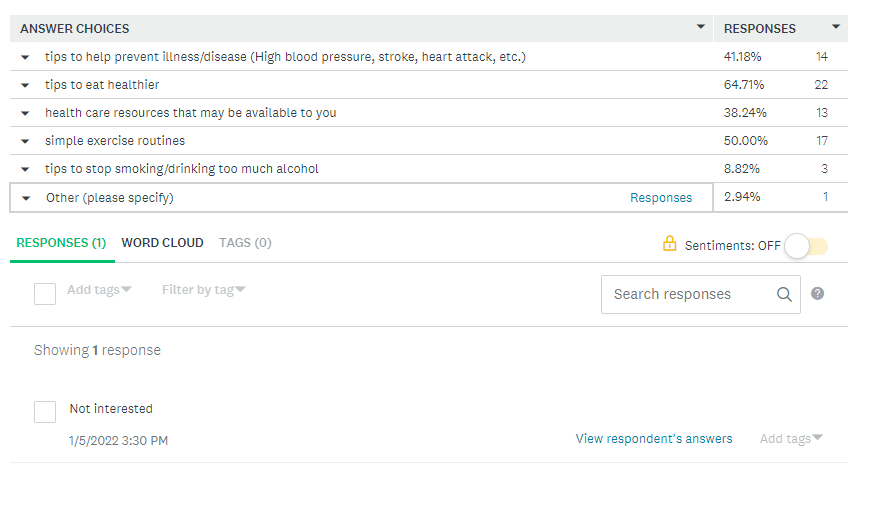 ANSWER CHOICES RESPONSES
tips to help prevent illness/disease (High blood pressure, stroke, heart attack, etc.) 41.18% 14
tips to eat healthier 64.71% 22
health care resources that may be available to you 38.24% 13
simple exercise routines 50.00% 17
tips to stop smoking/drinking too much alcohol 8.82% 3
Other (please specify) Responses 2.94% 1
RESPONSES (1) WORD CLOUD TAGS (0) Sentiments: OFF
Add tags Filter by tag Search responses ?
Showing 1 response
Not interested
1/5/2022 3:30 PM View respondent's answers Add tags